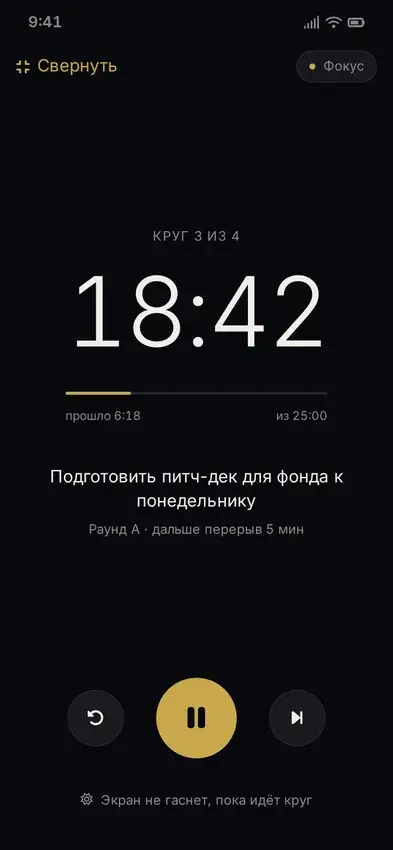 9:41
Свернуть
Фокус
КРУГ 3 ИЗ 4
18:42
прошло 6:18
из 25:00
Подготовить питч-дек для фонда к
понедельнику
Раунд А · дальше перерыв 5 мин
Экран не гаснет, пока идёт круг